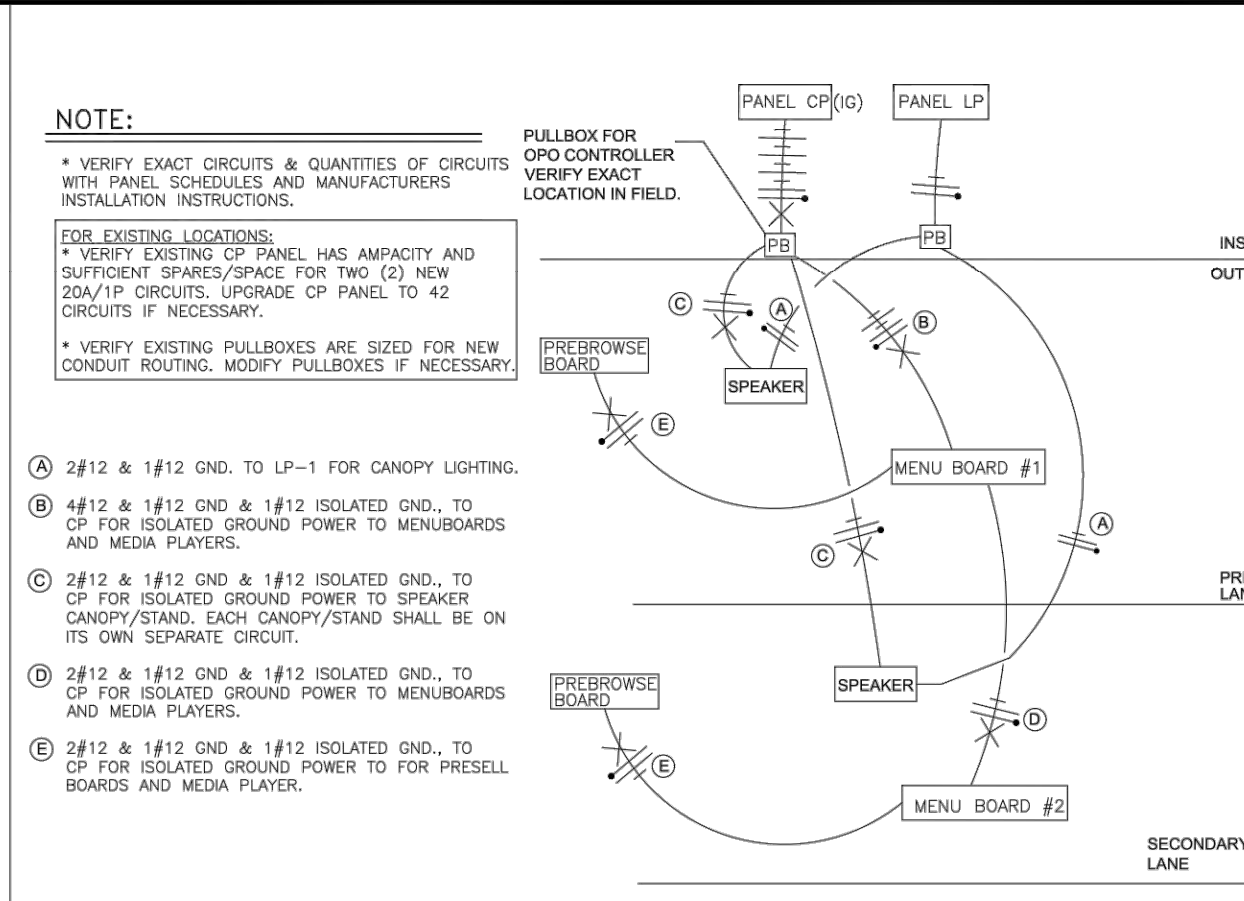 NOTE:
* VERIFY EXACT CIRCUITS & QUANTITIES OF CIRCUITS
WITH PANEL SCHEDULES AND MANUFACTURERS
INSTALLATION INSTRUCTIONS.
FOR EXISTING LOCATIONS:
* VERIFY EXISTING CP PANEL HAS AMPACITY AND
SUFFICIENT SPARES/SPACE FOR TWO (2) NEW
20A/1P CIRCUITS. UPGRADE CP PANEL TO 42
CIRCUITS IF NECESSARY.
* VERIFY EXISTING PULLBOXES ARE SIZED FOR NEW
CONDUIT ROUTING. MODIFY PULLBOXES IF NECESSARY.
A 2#12 & 1#12 GND. TO LP-1 FOR CANOPY LIGHTING.
B 4#12 & 1#12 GND & 1#12 ISOLATED GND., TO
CP FOR ISOLATED GROUND POWER TO MENUBOARDS
AND MEDIA PLAYERS.
C 2#12 & 1#12 GND & 1#12 ISOLATED GND., TO
CP FOR ISOLATED GROUND POWER TO SPEAKER
CANOPY/STAND. EACH CANOPY/STAND SHALL BE ON
ITS OWN SEPARATE CIRCUIT.
D 2#12 & 1#12 GND & 1#12 ISOLATED GND., TO
CP FOR ISOLATED GROUND POWER TO MENUBOARDS
AND MEDIA PLAYERS.
E 2#12 & 1#12 GND & 1#12 ISOLATED GND., TO
CP FOR ISOLATED GROUND POWER TO FOR PRESELL
BOARDS AND MEDIA PLAYER.
PANEL CP(IG)
PANEL LP
PULLBOX FOR
OPO CONTROLLER
VERIFY EXACT
LOCATION IN FIELD.
PB
PB
INS
OUT
C
A
B
PREBROWSE
BOARD
SPEAKER
E
MENU BOARD #1
C
A
PRI
LAN
PREBROWSE
BOARD
SPEAKER
D
E
MENU BOARD #2
SECONDARY
LANE